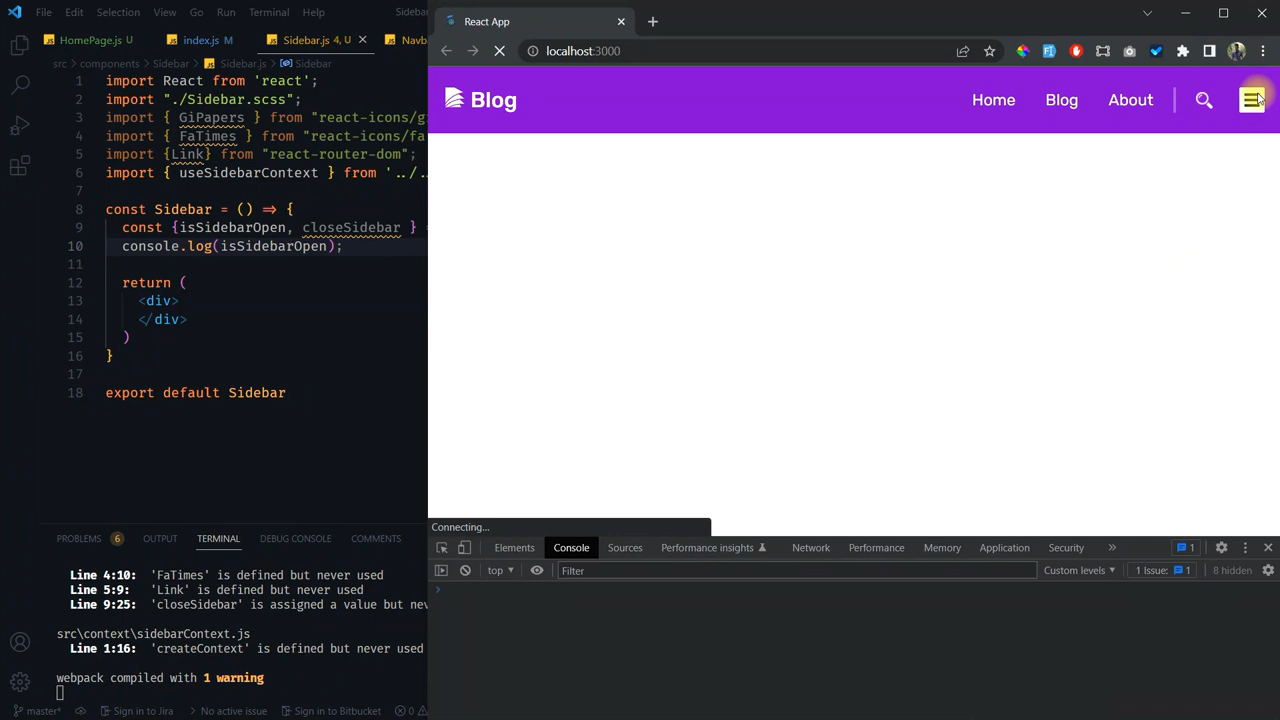 File Edit Selection View Go Run Terminal Help Sidebar
HomePage.js U index.js M Sidebar.js 4, U Navb
src > components > Sidebar > Sidebar.js > Sidebar
1 import React from 'react';
2 import "./Sidebar.scss";
3 import { GiPapers } from "react-icons/g
4 import { FaTimes } from "react-icons/fa
5 import {Link} from "react-router-dom";
6 import { useSidebarContext } from '../.
7
8 const Sidebar = () => {
9 const {isSidebarOpen, closeSidebar }
10 console.log(isSidebarOpen);
11
12 return (
13 <div>
14 </div>
15 )
16 }
17
18 export default Sidebar
PROBLEMS 6 OUTPUT TERMINAL DEBUG CONSOLE COMMENTS
Line 4:10: 'FaTimes' is defined but never used
Line 5:9: 'Link' is defined but never used
Line 9:25: 'closeSidebar' is assigned a value but nev
src\context\sidebarContext.js
Line 1:16: 'createContext' is defined but never used
webpack compiled with 1 warning
master* Sign in to Jira No active issue Sign in to Bitbucket 0
React App
localhost:3000
Blog Home Blog About
Connecting...
Elements Console Sources Performance insights Network Performance Memory Application Security 1
top Filter Custom levels 1 Issue: 1 8 hidden